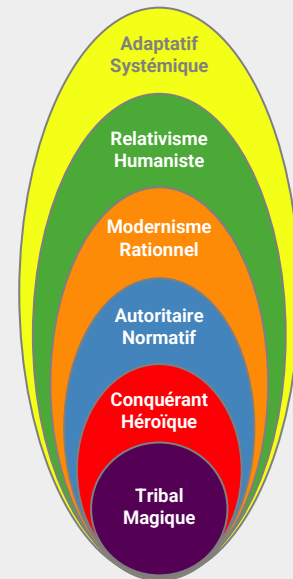 Adaptatif
Systémique
Relativisme
Humaniste
Modernisme
Rationnel
Autoritaire
Normatif
Conquérant
Héroïque
Tribal
Magique